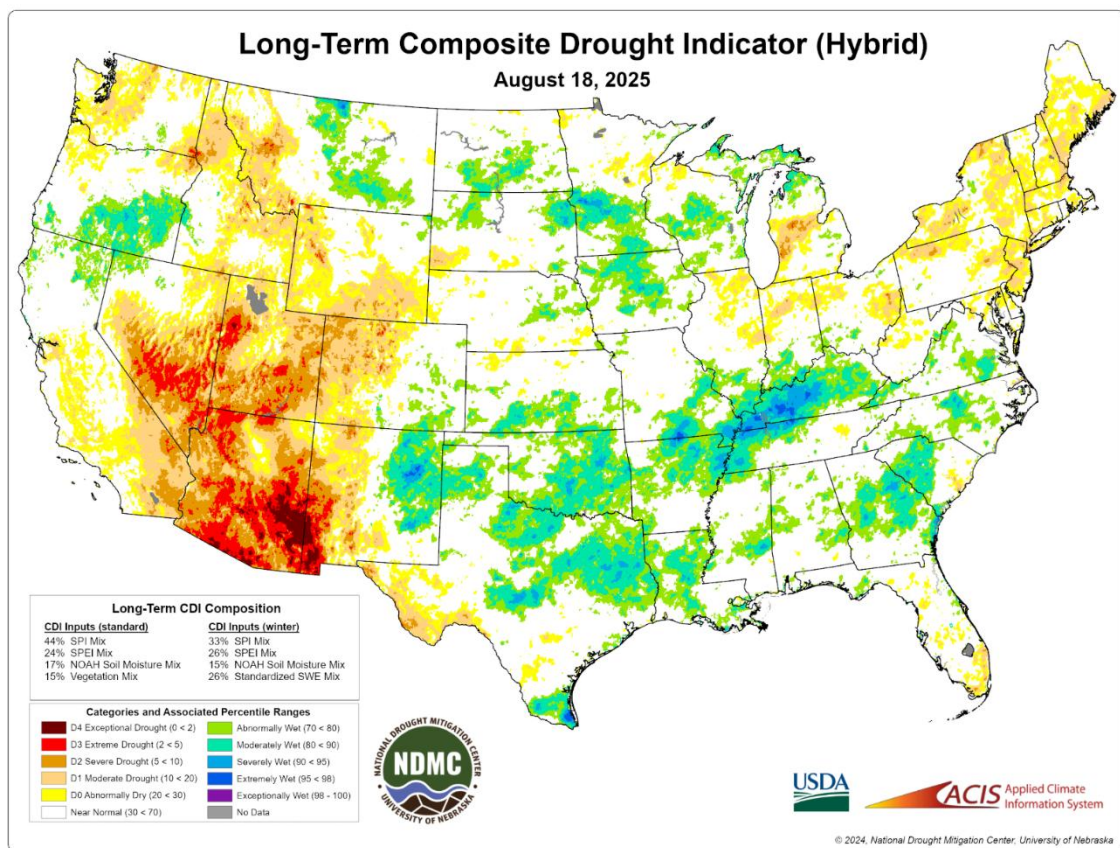 Long-Term Composite Drought Indicator (Hybrid)
August 18, 2025
Long-Term CDI Composition
CDI Inputs (standard)
44% SPI Mix
24% SPEI Mix
17% NOAH Soil Moisture Mix
15% Vegetation Mix
CDI Inputs (winter)
33% SPI Mix
26% SPEI Mix
15% NOAH Soil Moisture Mix
26% Standardized SWE Mix
Categories and Associated Percentile Ranges
D4 Exceptional Drought (0 < 2)
D3 Extreme Drought (2 < 5)
D2 Severe Drought (5 < 10)
D1 Moderate Drought (10 < 20)
D0 Abnormally Dry (20 < 30)
Near Normal (30 < 70)
Abnormally Wet (70 < 80)
Moderately Wet (80 < 90)
Severely Wet (90 < 95)
Extremely Wet (95 < 98)
Exceptionally Wet (98 - 100)
No Data
NATIONAL DROUGHT MITIGATION CENTER
NDMC
UNIVERSITY OF NEBRASKA
USDA
ACIS Applied Climate
Information System
© 2024, National Drought Mitigation Center, University of Nebraska